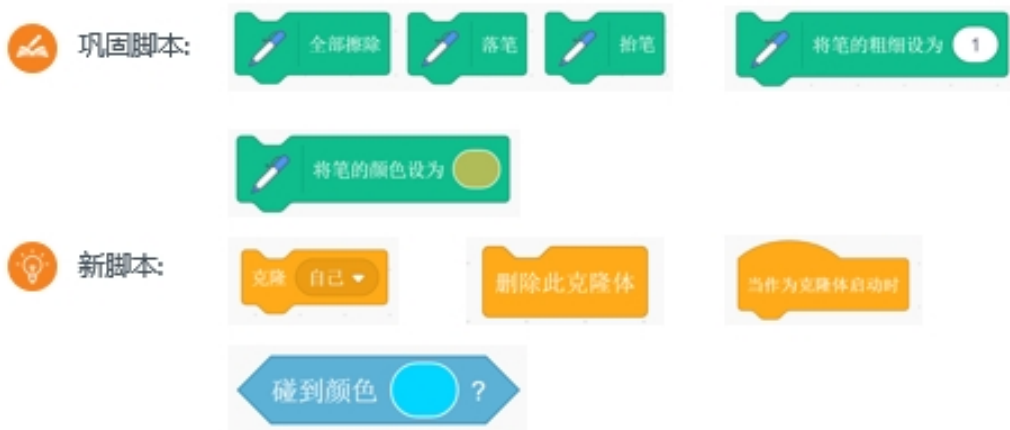 巩固脚本: 全部擦除 落笔 抬笔 将笔的粗细设为 1
将笔的颜色设为
新脚本: 克隆 自己 删除此克隆体 当作为克隆体启动时
碰到颜色 ?